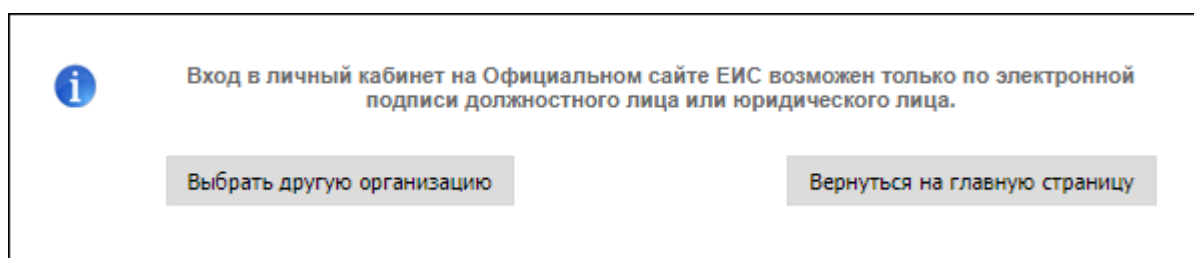 Вход в личный кабинет на Официальном сайте ЕИС возможен только по электронной
подписи должностного лица или юридического лица.
Выбрать другую организацию
Вернуться на главную страницу